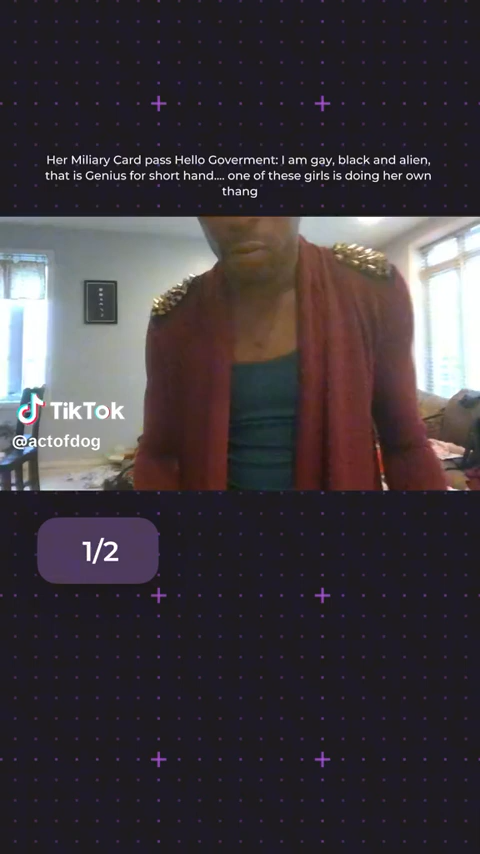 Her Miliary Card pass Hello Goverment: I am gay, black and alien,
that is Genius for short hand.... one of these girls is doing her own
thang
TikTok
@actofdog
1/2